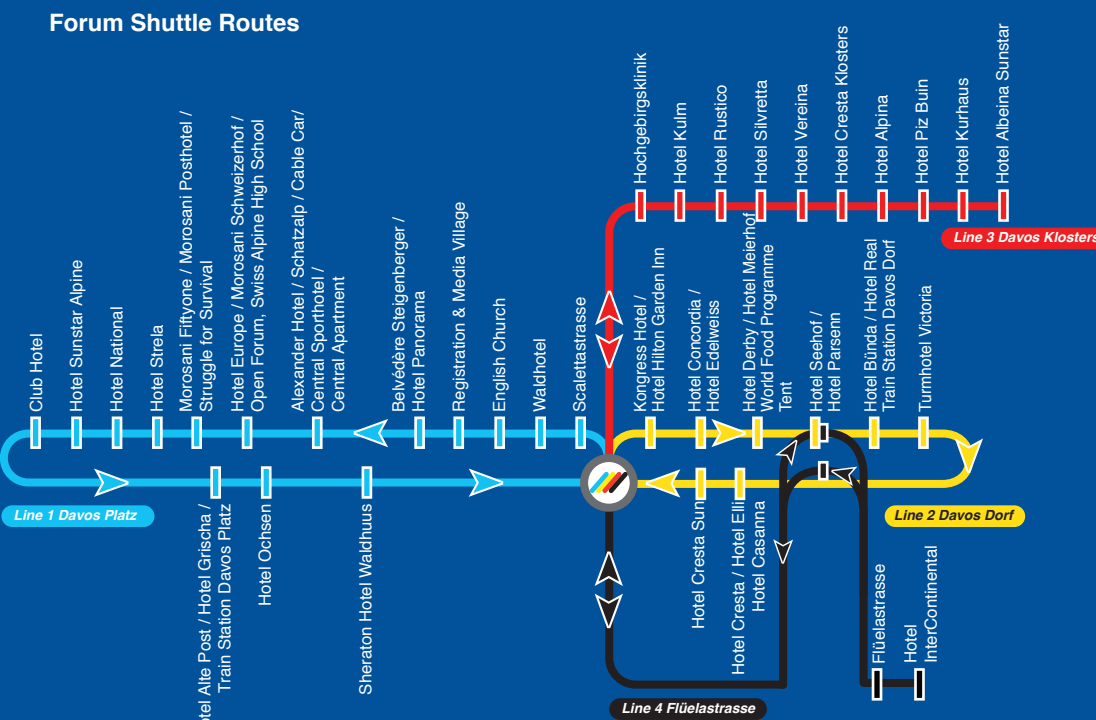 Forum Shuttle Routes
Club Hotel
Hotel Sunstar Alpine
Hotel National
Hotel Strela
Morosani Fiftyone / Morosani Posthotel /
Struggle for Survival
Hotel Europe / Morosani Schweizerhof /
Open Forum, Swiss Alpine High School
Alexander Hotel / Schatzalp / Cable Car/
Central Sporthotel /
Central Apartment
Belvédère Steigenberger /
Hotel Panorama
Registration & Media Village
English Church
Waldhotel
Scalettastrasse
Hochgebirgsklinik
Hotel Kulm
Hotel Rustico
Hotel Silvretta
Hotel Vereina
Hotel Cresta Klosters
Hotel Alpina
Hotel Piz Buin
Hotel Kurhaus
Hotel Albeina Sunstar
Line 3 Davos Klosters
Kongress Hotel /
Hotel Hilton Garden Inn
Hotel Concordia /
Hotel Edelweiss
Hotel Derby / Hotel Meierhof
World Food Programme
Tent
Hotel Seehof /
Hotel Parsenn
Hotel Bünda / Hotel Real
Train Station Davos Dorf
Turmhotel Victoria
Line 1 Davos Platz
Line 2 Davos Dorf
otel Alte Post / Hotel Grischa /
Train Station Davos Platz
Hotel Ochsen
Sheraton Hotel Waldhuus
Hotel Cresta Sun
Hotel Cresta / Hotel Elli
Hotel Casanna
Flüelastrasse
Hotel
InterContinental
Line 4 Flüelastrasse